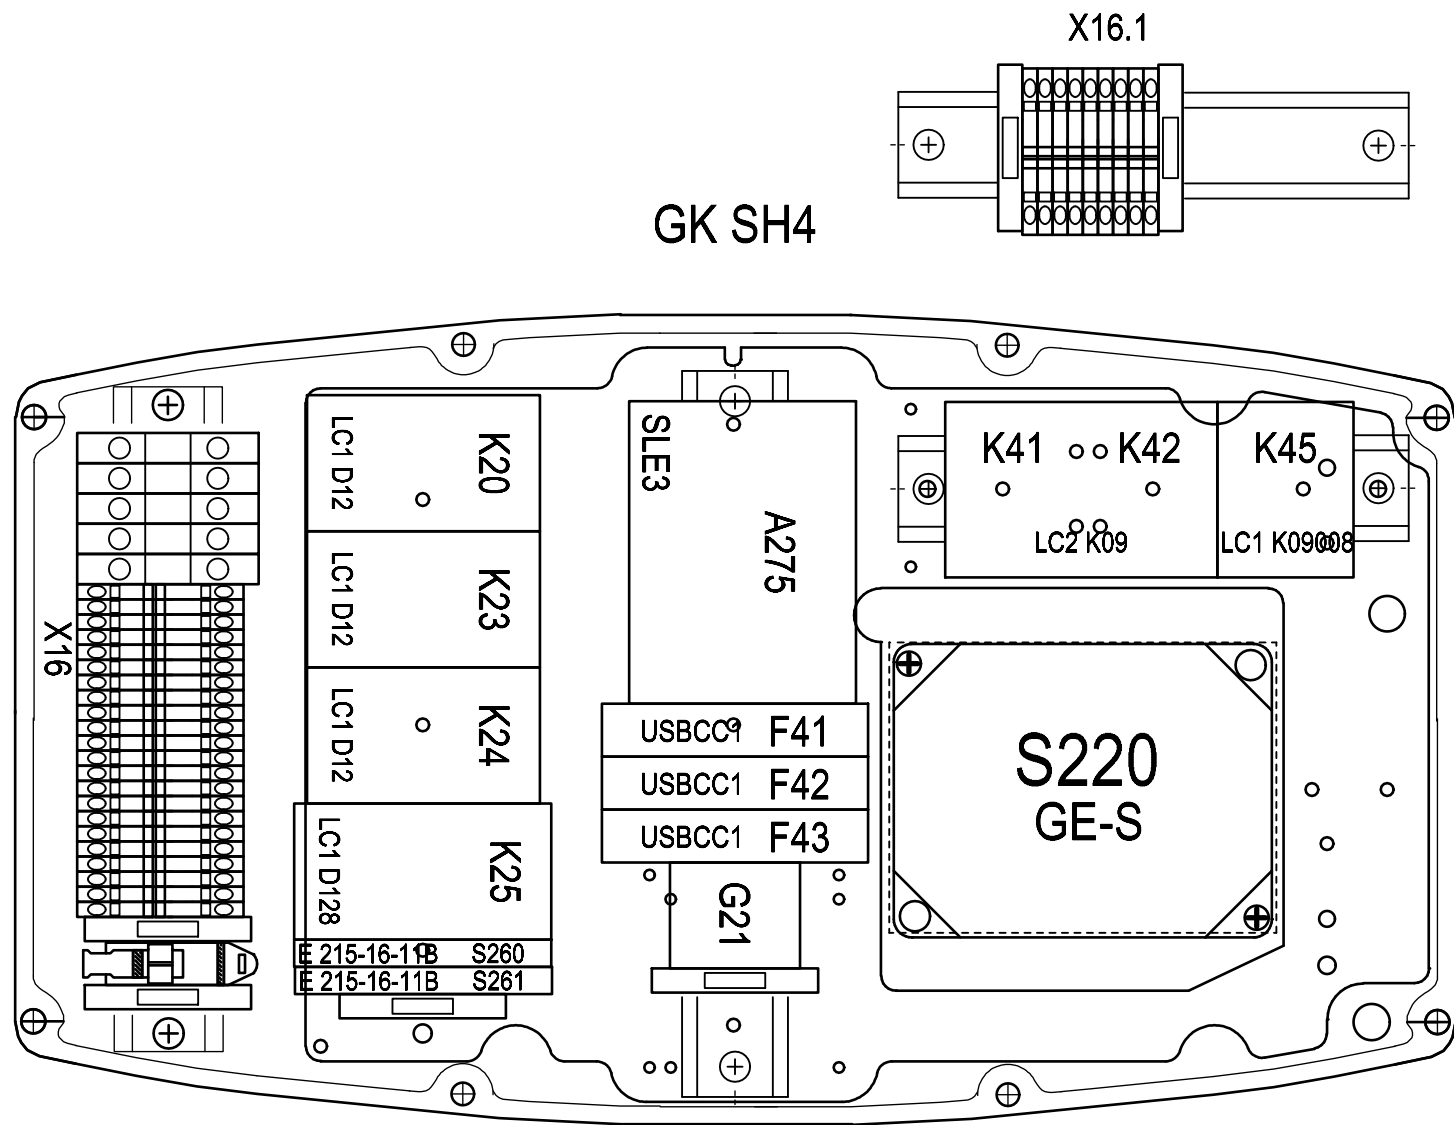 X16.1
GK SH4
X16
LC1 D12
K20
LC1 D12
K23
LC1 D12
K24
LC1 D128
K25
E 215-16-11B S260
E 215-16-11B S261
SLE3
A275
USBCC1 F41
USBCC1 F42
USBCC1 F43
G21
K41 K42
LC2 K09
K45
LC1 K09008
S220
GE-S